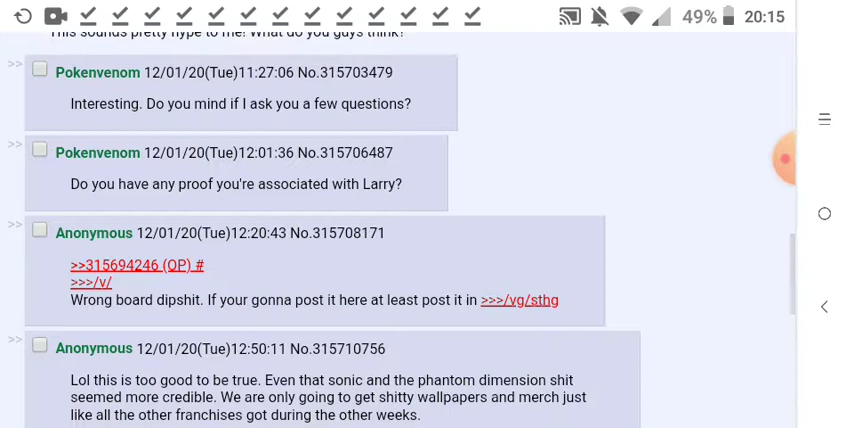 49% 20:15
This sounds pretty hype to me! What do you guys think?
>> Pokenvenom 12/01/20(Tue)11:27:06 No.315703479
Interesting. Do you mind if I ask you a few questions?
>> Pokenvenom 12/01/20(Tue)12:01:36 No.315706487
Do you have any proof you're associated with Larry?
>> Anonymous 12/01/20(Tue)12:20:43 No.315708171
>>315694246 (OP) #
>>>/v/
Wrong board dipshit. If your gonna post it here at least post it in >>>/vg/sthg
>> Anonymous 12/01/20(Tue)12:50:11 No.315710756
Lol this is too good to be true. Even that sonic and the phantom dimension shit
seemed more credible. We are only going to get shitty wallpapers and merch just
like all the other franchises got during the other weeks.